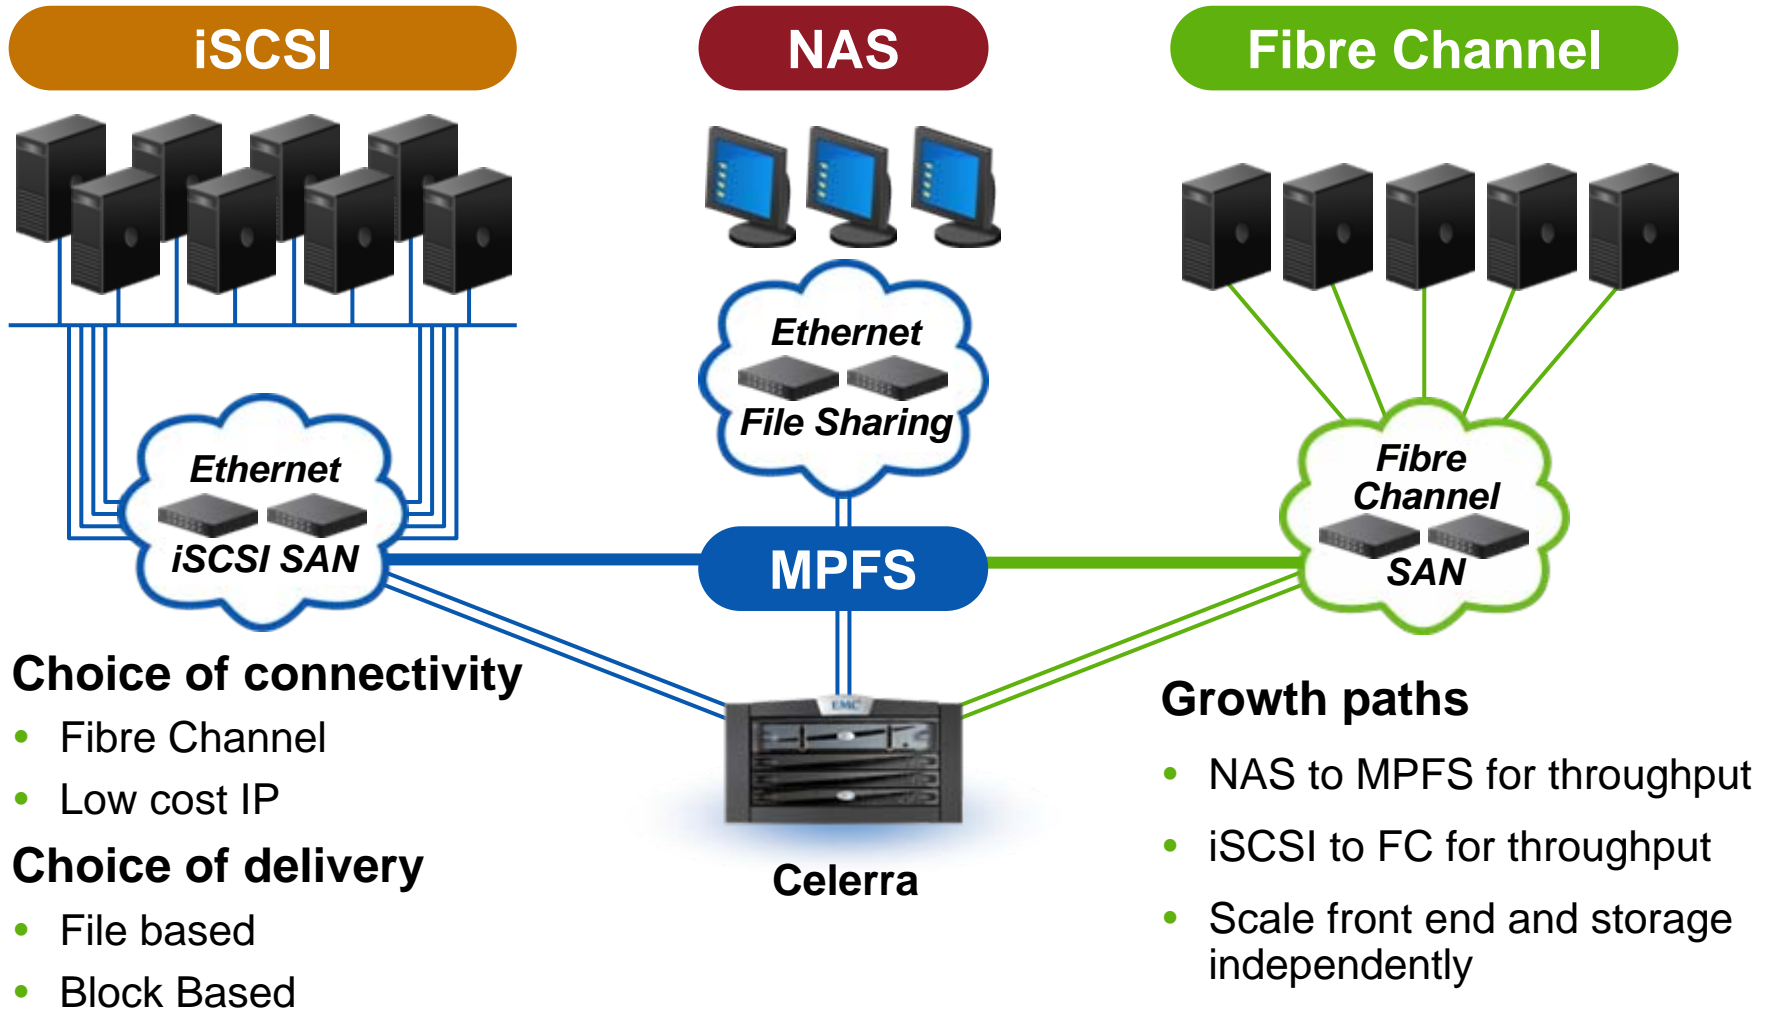 iSCSI
NAS
Fibre Channel
Ethernet
File Sharing
Ethernet
iSCSI SAN
Fibre
Channel
SAN
MPFS
EMC
Celerra
Choice of connectivity
• Fibre Channel
• Low cost IP
Choice of delivery
• File based
• Block Based
Growth paths
• NAS to MPFS for throughput
• iSCSI to FC for throughput
• Scale front end and storage
independently